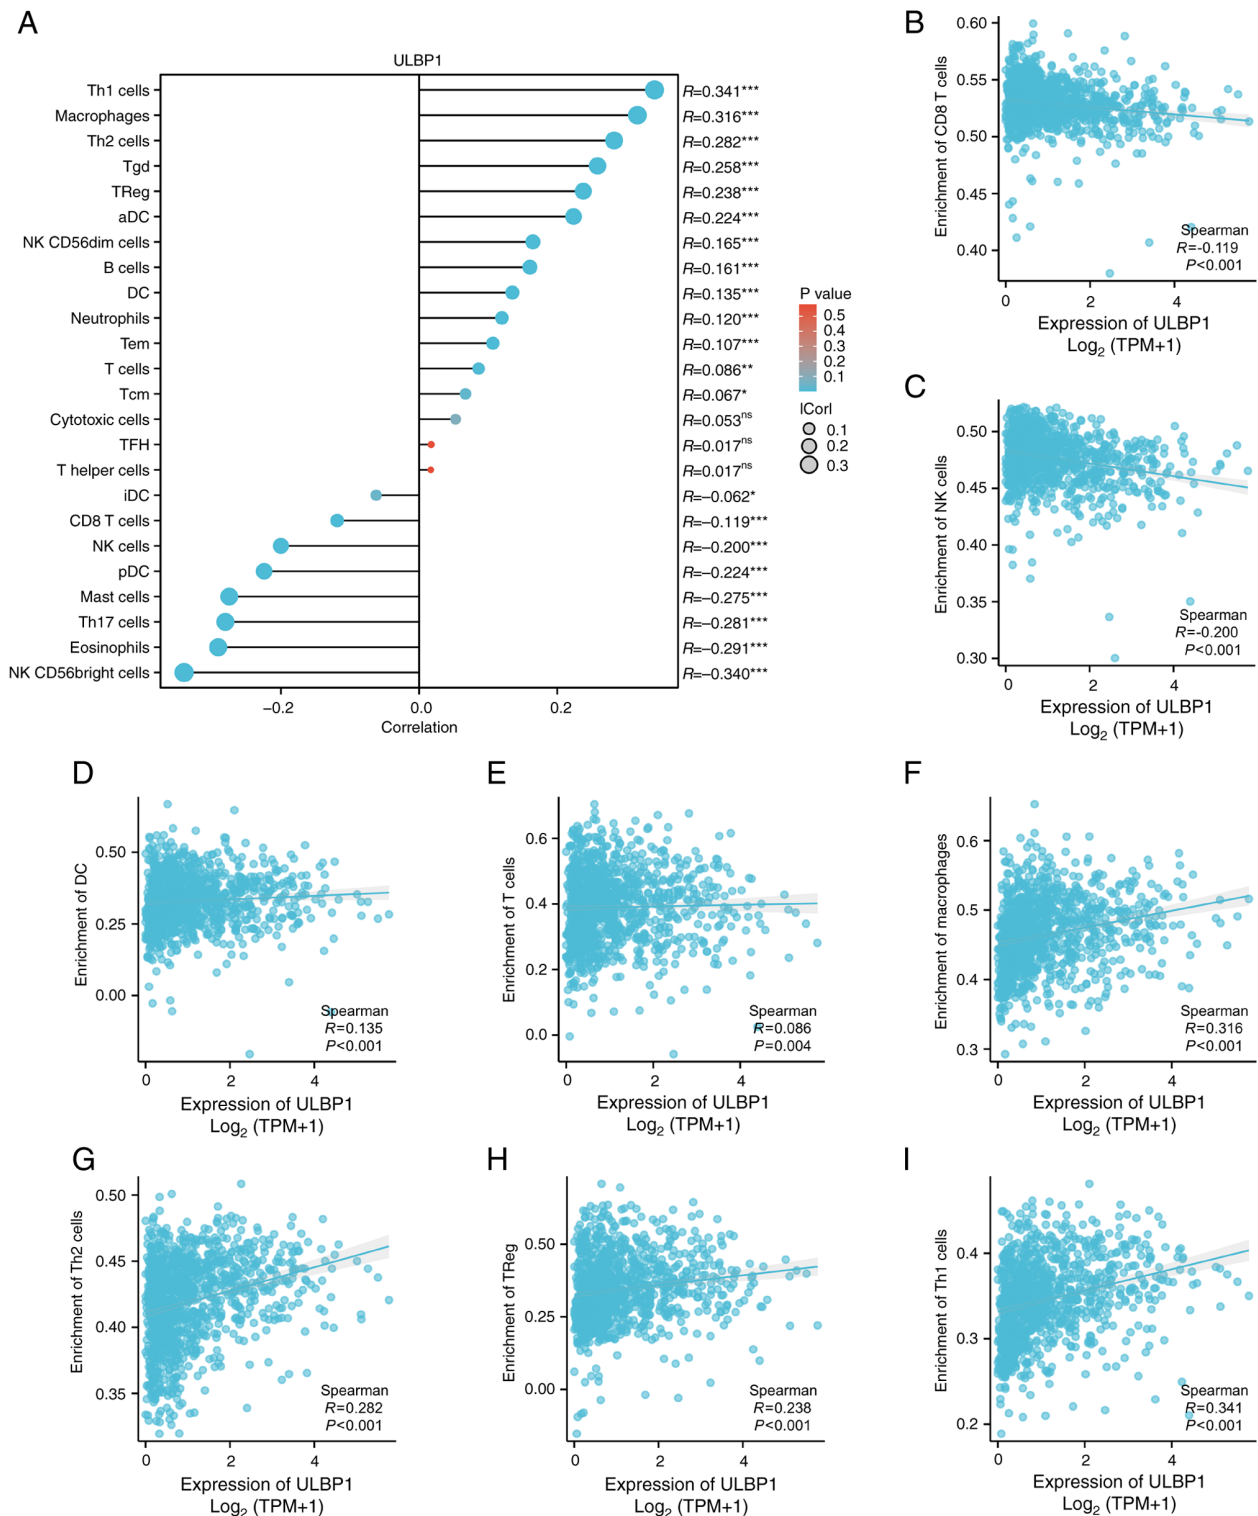 A
ULBP1
Th1 cells R=0.341***
Macrophages R=0.316***
Th2 cells R=0.282***
Tgd R=0.258***
TReg R=0.238***
aDC R=0.224***
NK CD56dim cells R=0.165***
B cells R=0.161***
DC R=0.135***
Neutrophils R=0.120***
Tem R=0.107***
T cells R=0.086**
Tcm R=0.067*
Cytotoxic cells R=0.053ns
TFH R=0.017ns
T helper cells R=0.017ns
iDC R=−0.062*
CD8 T cells R=−0.119***
NK cells R=−0.200***
pDC R=−0.224***
Mast cells R=−0.275***
Th17 cells R=−0.281***
Eosinophils R=−0.291***
NK CD56bright cells R=−0.340***
−0.2 0.0 0.2
Correlation
P value
0.5
0.4
0.3
0.2
0.1
lCorl
0.1
0.2
0.3
B
Enrichment of CD8 T cells
0.60
0.55
0.50
0.45
0.40
Spearman
R=-0.119
P<0.001
0 2 4
Expression of ULBP1
Log2 (TPM+1)
C
Enrichment of NK cells
0.50
0.45
0.40
0.35
0.30
Spearman
R=-0.200
P<0.001
0 2 4
Expression of ULBP1
Log2 (TPM+1)
D
Enrichment of DC
0.50
0.25
0.00
Spearman
R=0.135
P<0.001
0 2 4
Expression of ULBP1
Log2 (TPM+1)
E
Enrichment of T cells
0.6
0.4
0.2
0.0
Spearman
R=0.086
P=0.004
0 2 4
Expression of ULBP1
Log2 (TPM+1)
F
Enrichment of macrophages
0.6
0.5
0.4
0.3
Spearman
R=0.316
P<0.001
0 2 4
Expression of ULBP1
Log2 (TPM+1)
G
Enrichment of Th2 cells
0.50
0.45
0.40
0.35
Spearman
R=0.282
P<0.001
0 2 4
Expression of ULBP1
Log2 (TPM+1)
H
Enrichment of TReg
0.50
0.25
0.00
Spearman
R=0.238
P<0.001
0 2 4
Expression of ULBP1
Log2 (TPM+1)
I
Enrichment of Th1 cells
0.4
0.3
0.2
Spearman
R=0.341
P<0.001
0 2 4
Expression of ULBP1
Log2 (TPM+1)